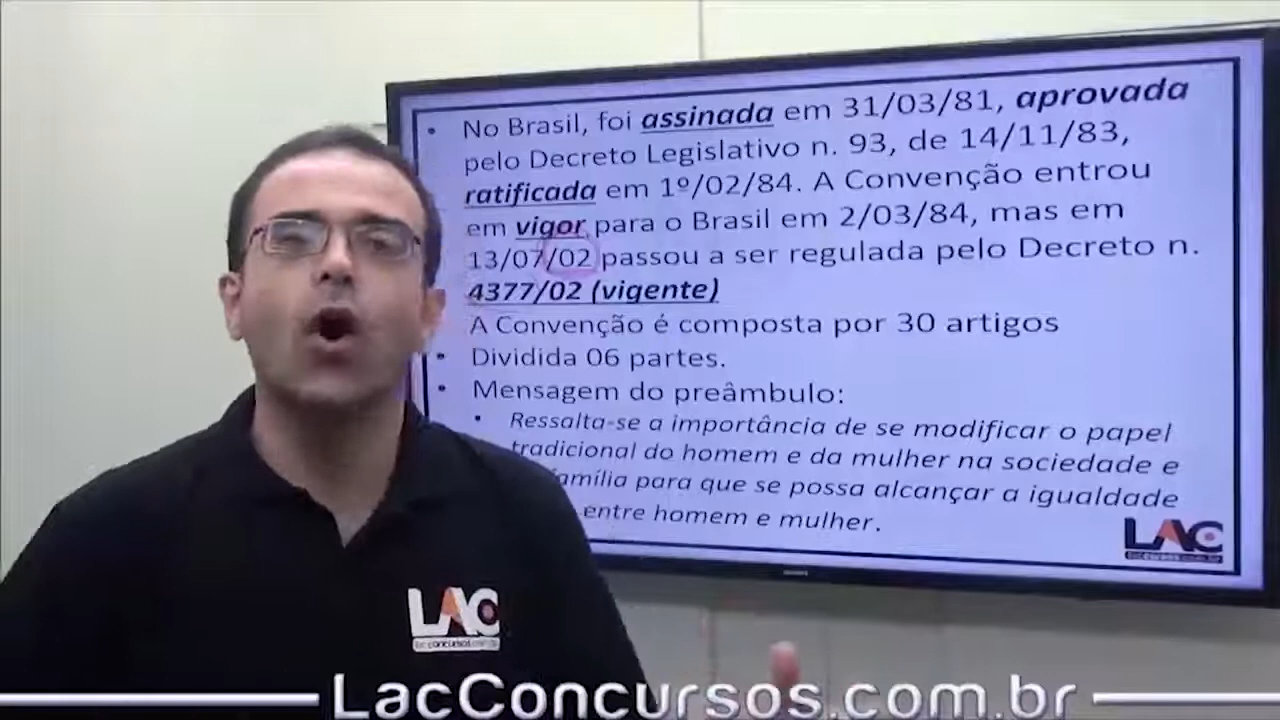 • No Brasil, foi assinada em 31/03/81, aprovada
pelo Decreto Legislativo n. 93, de 14/11/83,
ratificada em 1º/02/84. A Convenção entrou
em vigor para o Brasil em 2/03/84, mas em
13/07/02 passou a ser regulada pelo Decreto n.
4377/02 (vigente)
A Convenção é composta por 30 artigos
• Dividida 06 partes.
• Mensagem do preâmbulo:
• Ressalta-se a importância de se modificar o papel
tradicional do homem e da mulher na sociedade e
amília para que se possa alcançar a igualdade
entre homem e mulher.
LAC
LAC
LacConcursos.com.br